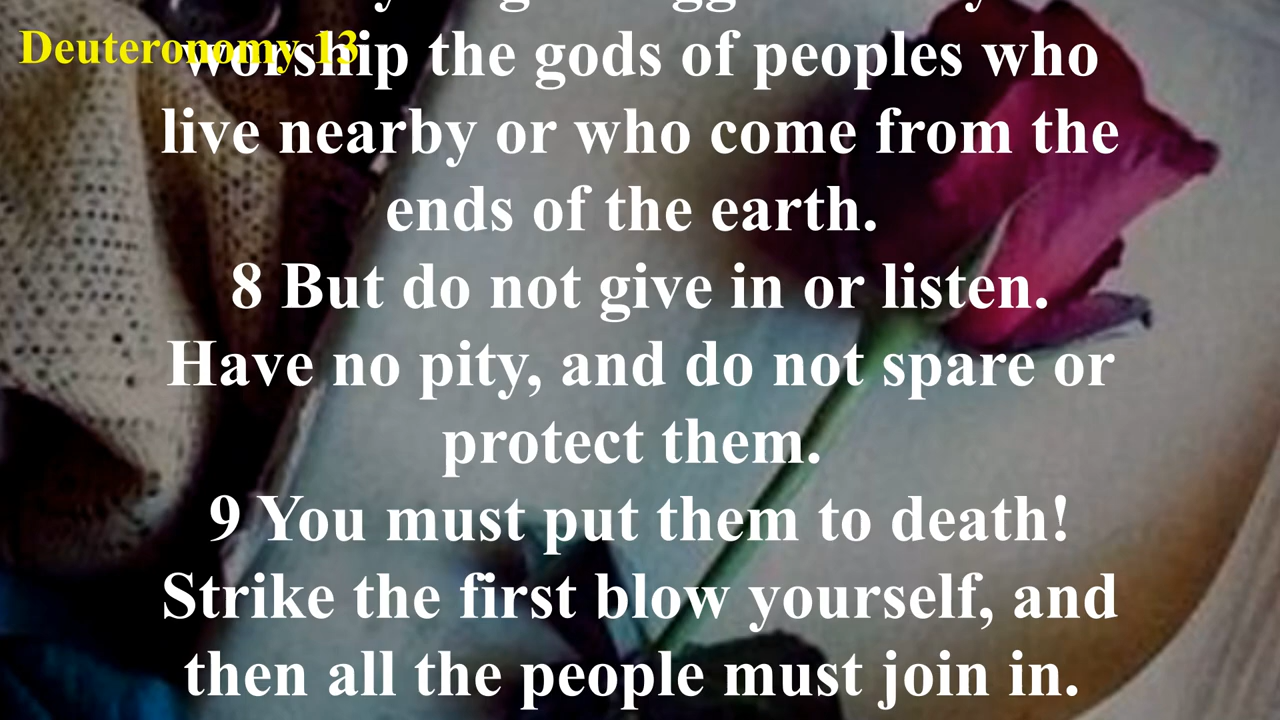 Deuteronomy 13
worship the gods of peoples who
live nearby or who come from the
ends of the earth.
8 But do not give in or listen.
Have no pity, and do not spare or
protect them.
9 You must put them to death!
Strike the first blow yourself, and
then all the people must join in.